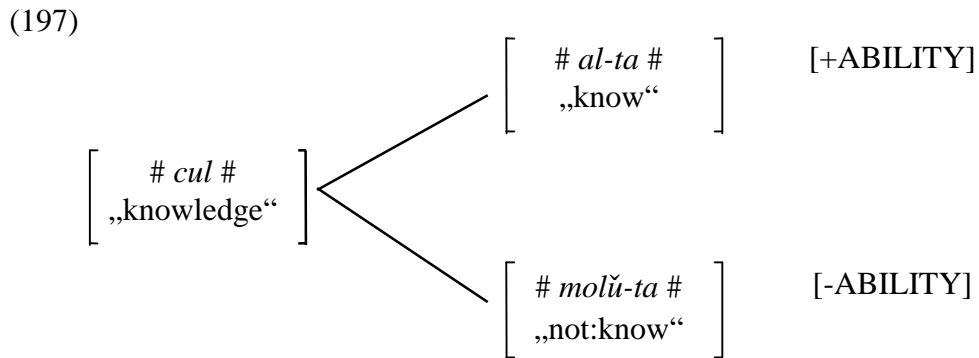 (197)
# al-ta #
„know“
[+ABILITY]
# cul #
„knowledge“
# molŭ-ta #
„not:know“
[-ABILITY]